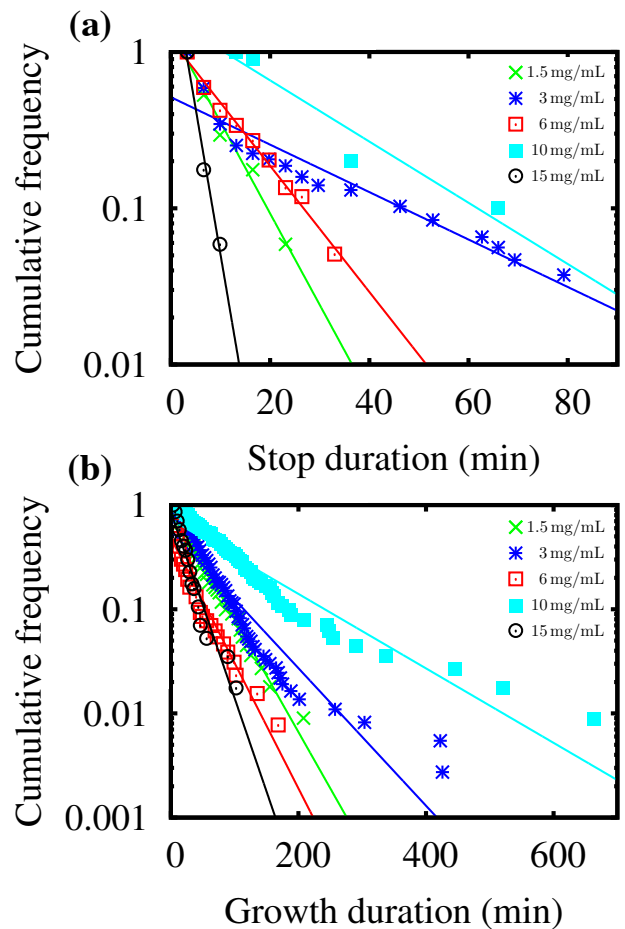 (a)
Cumulative frequency
1
0.1
0.01
1.5 mg/mL
3 mg/mL
6 mg/mL
10 mg/mL
15 mg/mL
0 20 40 60 80
Stop duration (min)
(b)
Cumulative frequency
1
0.1
0.01
0.001
1.5 mg/mL
3 mg/mL
6 mg/mL
10 mg/mL
15 mg/mL
0 200 400 600
Growth duration (min)